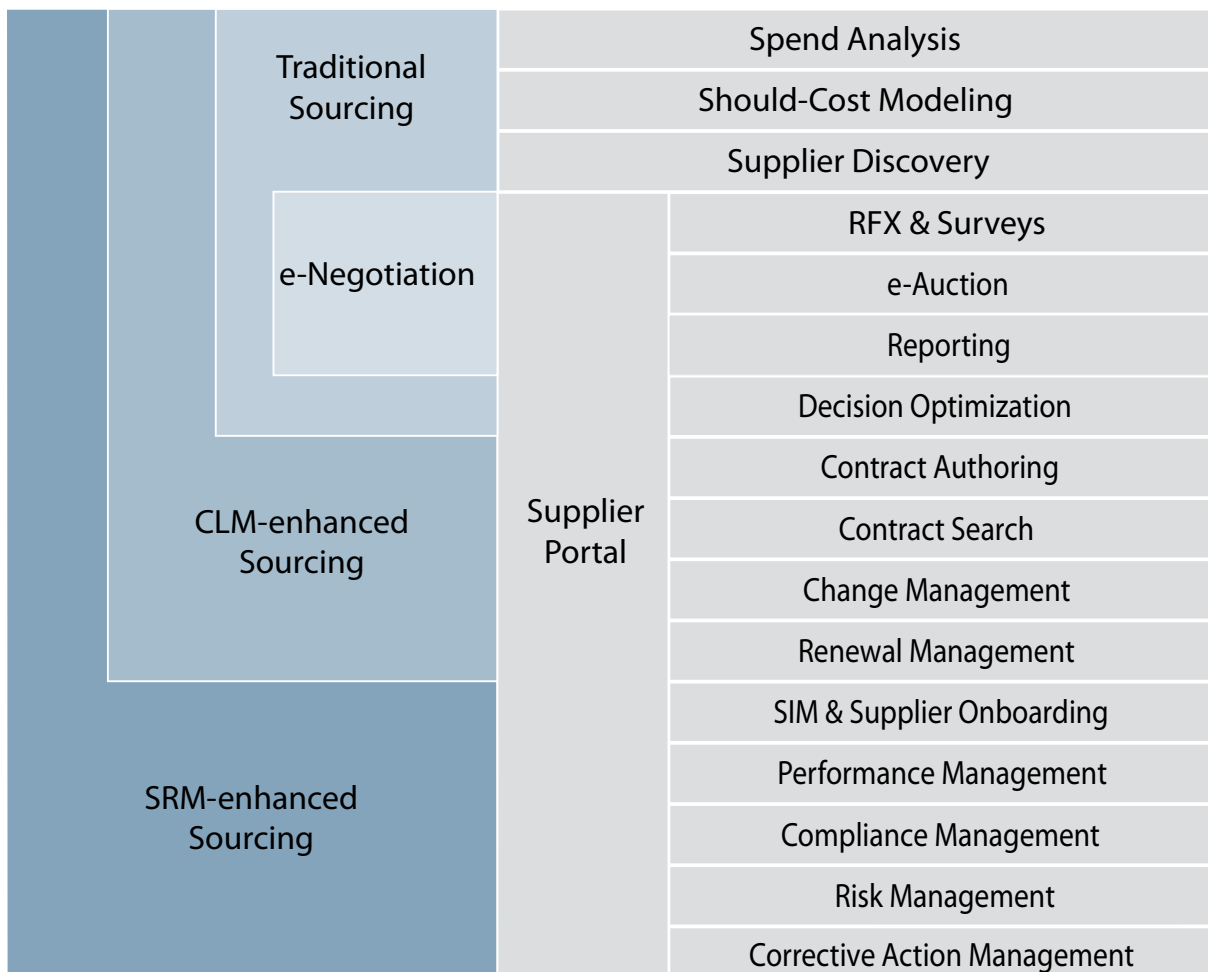 Traditional
Sourcing
e-Negotiation
CLM-enhanced
Sourcing
SRM-enhanced
Sourcing
Spend Analysis
Should-Cost Modeling
Supplier Discovery
Supplier
Portal
RFX & Surveys
e-Auction
Reporting
Decision Optimization
Contract Authoring
Contract Search
Change Management
Renewal Management
SIM & Supplier Onboarding
Performance Management
Compliance Management
Risk Management
Corrective Action Management